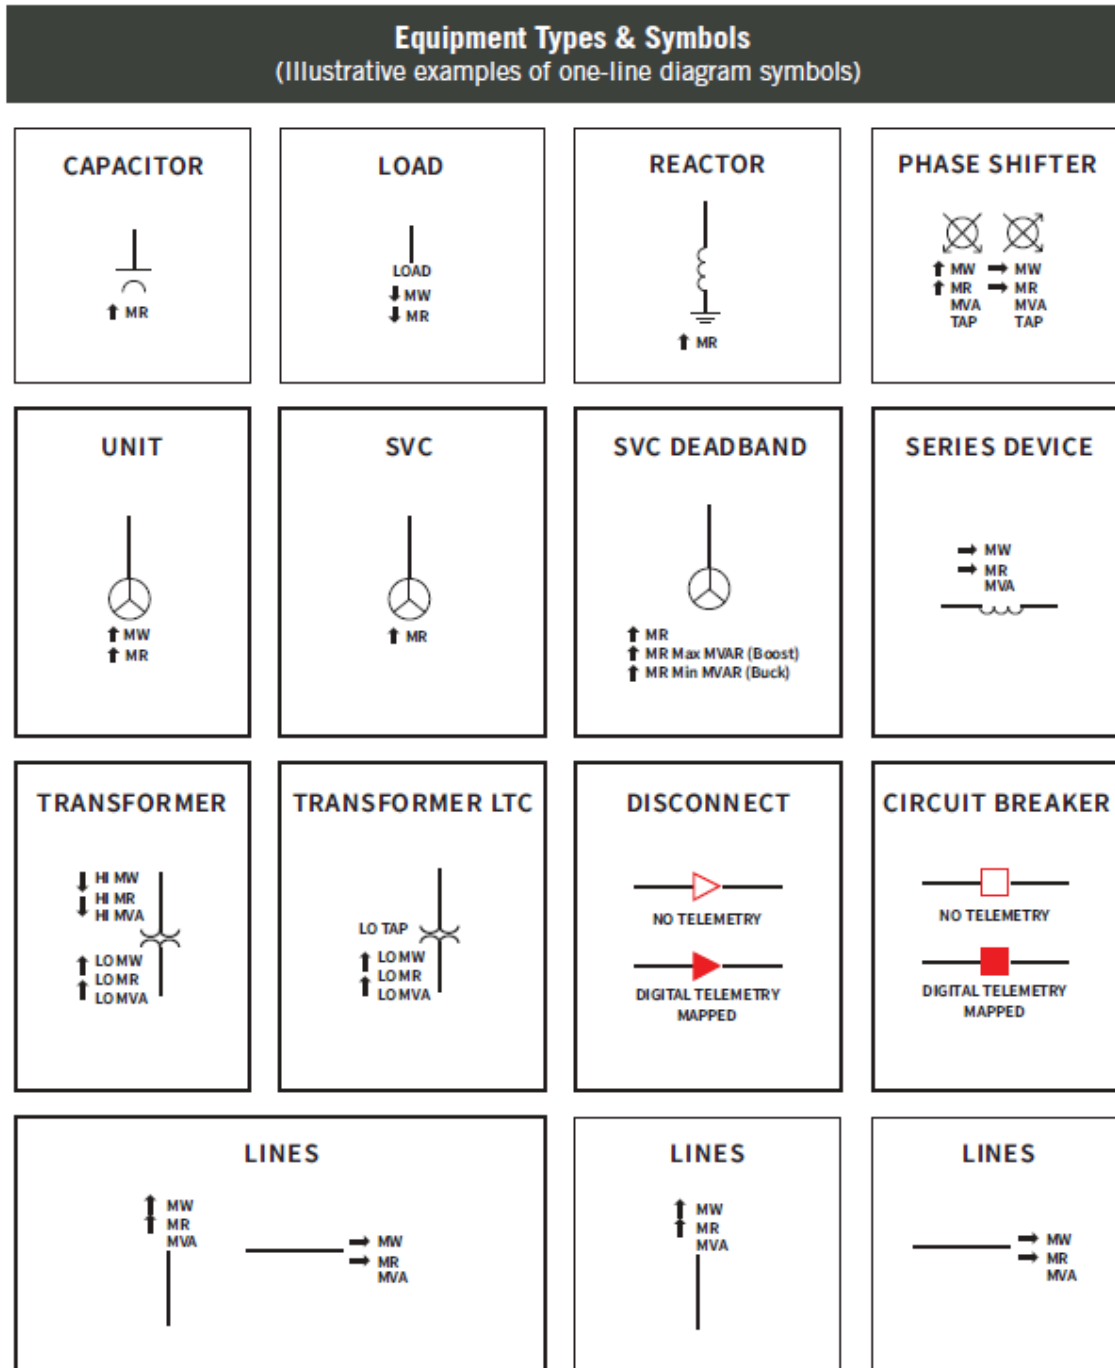 Equipment Types & Symbols
(Illustrative examples of one-line diagram symbols)
CAPACITOR
MR
LOAD
LOAD
MW
MR
REACTOR
MR
PHASE SHIFTER
MW
MR
MVA
TAP
MW
MR
MVA
TAP
UNIT
MW
MR
SVC
MR
SVC DEADBAND
MR
MR Max MVAR (Boost)
MR Min MVAR (Buck)
SERIES DEVICE
MW
MR
MVA
TRANSFORMER
HI MW
HI MR
HI MVA
LO MW
LO MR
LO MVA
TRANSFORMER LTC
LO TAP
LO MW
LO MR
LO MVA
DISCONNECT
NO TELEMETRY
DIGITAL TELEMETRY
MAPPED
CIRCUIT BREAKER
NO TELEMETRY
DIGITAL TELEMETRY
MAPPED
LINES
MW
MR
MVA
MW
MR
MVA
LINES
MW
MR
MVA
LINES
MW
MR
MVA